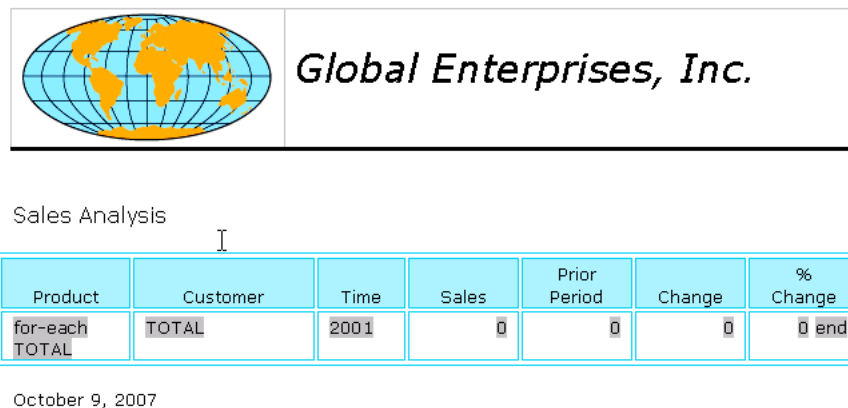 Global Enterprises, Inc.
Sales Analysis
Product Customer Time Sales Prior Period Change % Change
for-each TOTAL TOTAL 2001 0 0 0 0 end
October 9, 2007